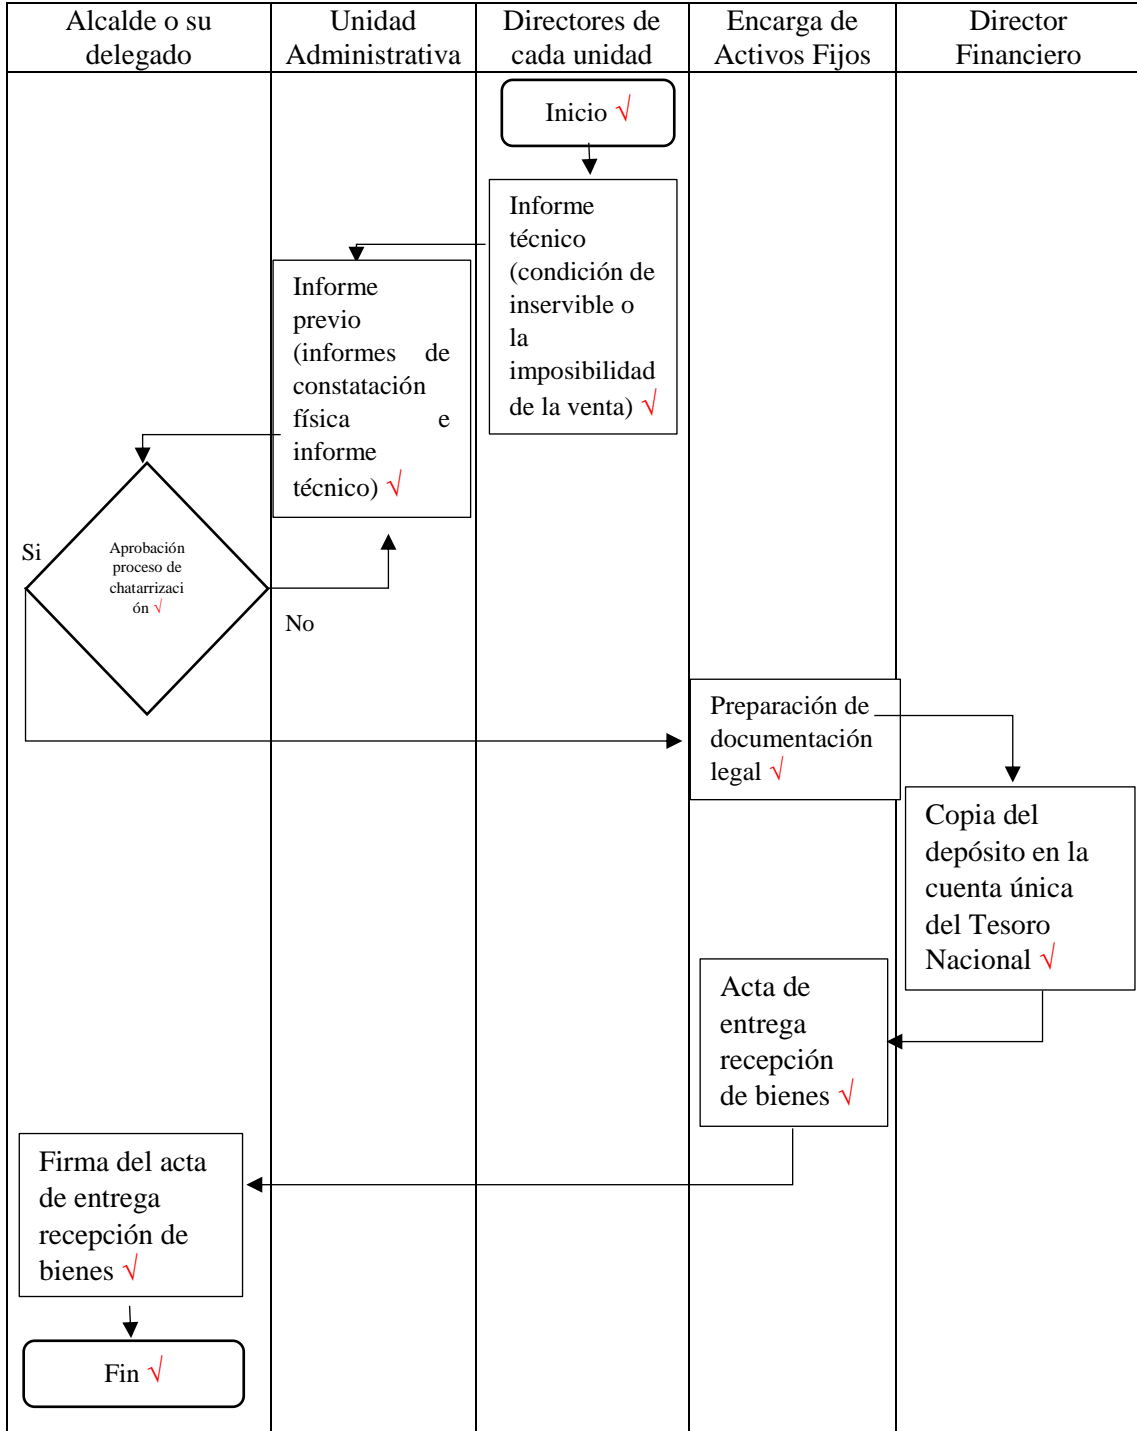 Alcalde o su
delegado
Unidad
Administrativa
Directores de
cada unidad
Encarga de
Activos Fijos
Director
Financiero
Inicio √
Informe
técnico
(condición de
inservible o
la
imposibilidad
de la venta) √
Informe
previo
(informes de
constatación
física e
informe
técnico) √
Si
Aprobación
proceso de
chatarrizaci
ón √
No
Preparación de
documentación
legal √
Copia del
depósito en la
cuenta única
del Tesoro
Nacional √
Acta de
entrega
recepción
de bienes √
Firma del acta
de entrega
recepción de
bienes √
Fin √